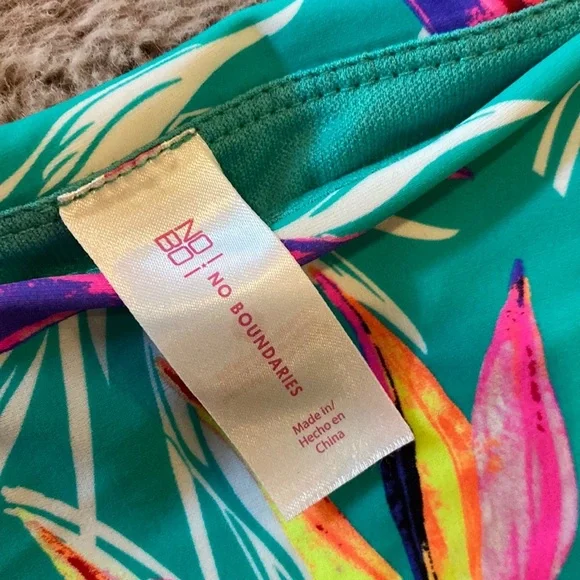 NO|
BO|
NO BOUNDARIES
Made in/
Hecho en
China